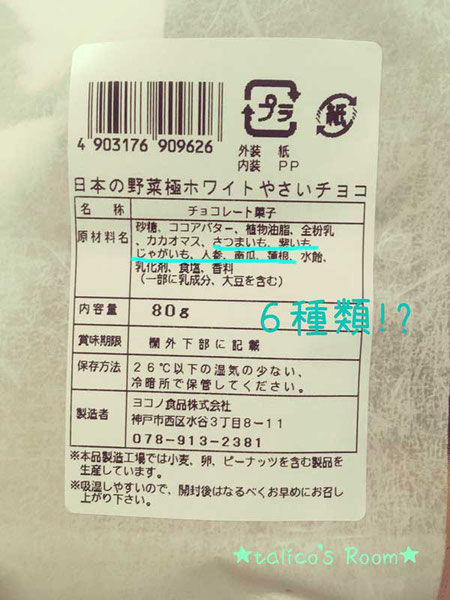 4 903176 909626
プラ
紙
外装 紙
内装 PP
日本の野菜極ホワイトやさいチョコ
名 称 チョコレート菓子
原材料名 砂糖、ココアバター、植物油脂、全粉乳
、カカオマス、さつまいも、紫いも、
じゃがいも、人参、南瓜、蓮根、水飴、
乳化剤、食塩、香料
(一部に乳成分、大豆を含む)
内容量 80g
6種類!?
賞味期限 欄外下部に記載
保存方法 26℃以下の湿気の少ない、
冷暗所で保管してください。
製造者 ヨコノ食品株式会社
神戸市西区水谷3丁目8-11
078-913-2381
※本品製造工場では小麦、卵、ピーナッツを含む製品を
生産しています。
※吸湿しやすいので、開封後はなるべくお早めにお召し
上がり下さい。
★talico's Room★